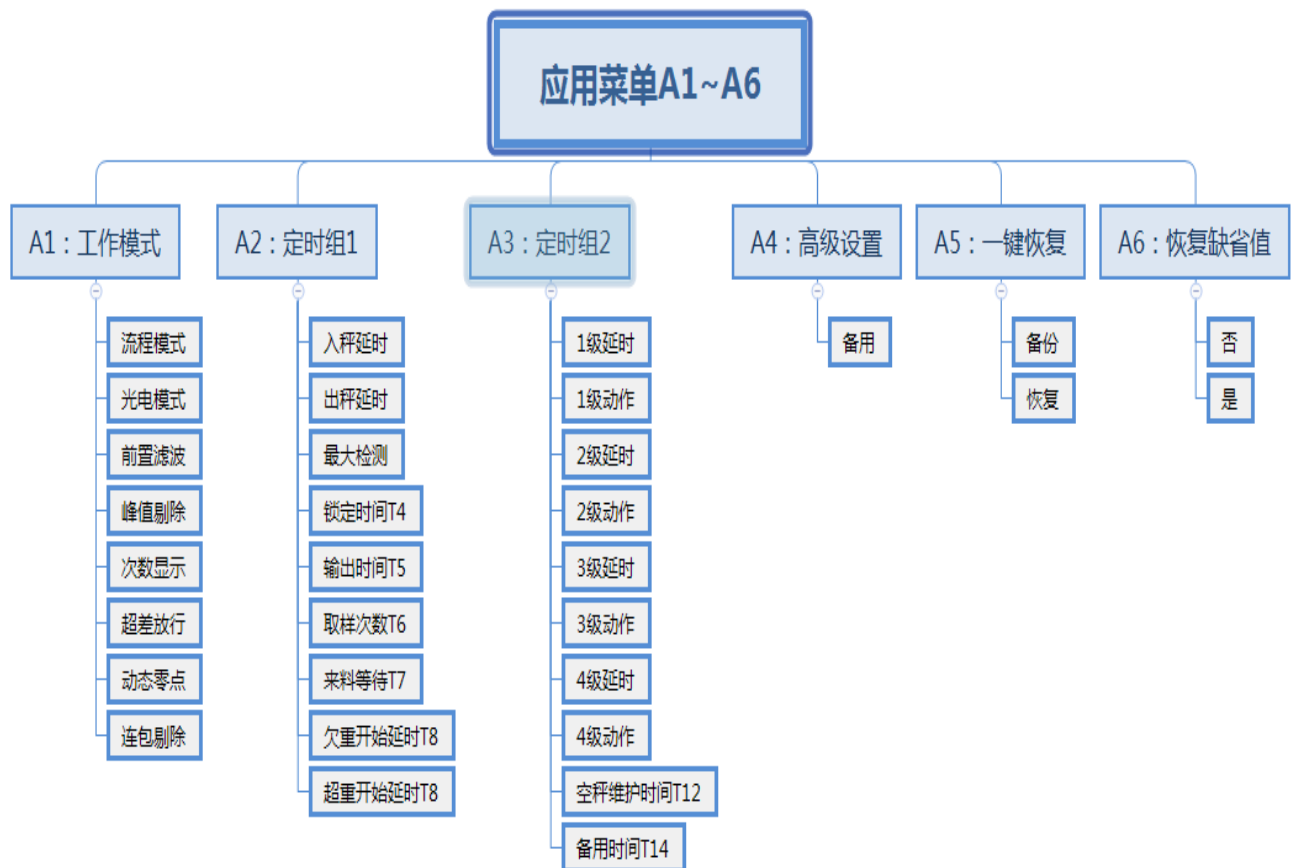 应用菜单A1~A6
A1：工作模式
流程模式
光电模式
前置滤波
峰值剔除
次数显示
超差放行
动态零点
连包剔除
A2：定时组1
入秤延时
出秤延时
最大检测
锁定时间T4
输出时间T5
取样次数T6
来料等待T7
欠重开始延时T8
超重开始延时T8
A3：定时组2
1级延时
1级动作
2级延时
2级动作
3级延时
3级动作
4级延时
4级动作
空秤维护时间T12
备用时间T14
A4：高级设置
备用
A5：一键恢复
备份
恢复
A6：恢复缺省值
否
是